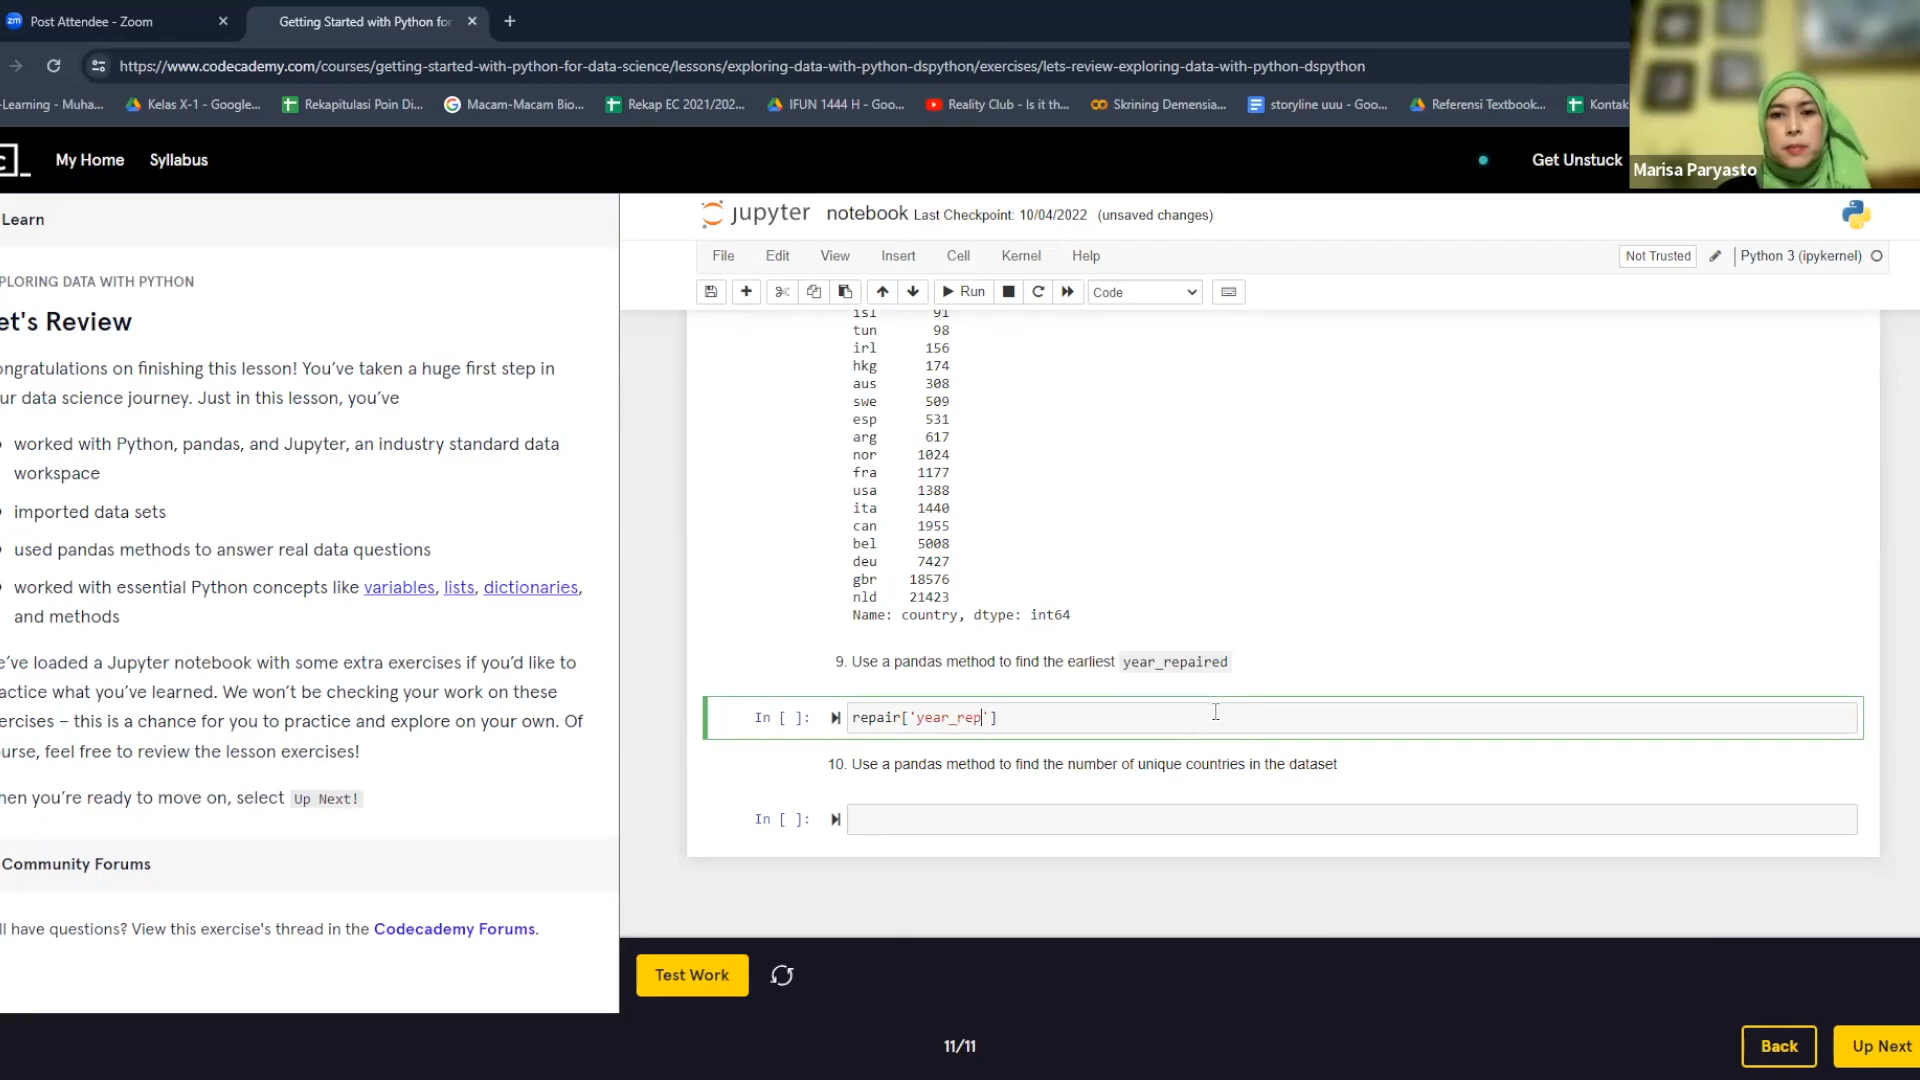 zm Post Attendee - Zoom
Getting Started with Python for
https://www.codecademy.com/courses/getting-started-with-python-for-data-science/lessons/exploring-data-with-python-dspython/exercises/lets-review-exploring-data-with-python-dspython
-Learning - Muha...
Kelas X-1 - Google...
Rekapitulasi Poin Di...
Macam-Macam Bio...
Rekap EC 2021/202...
IFUN 1444 H - Goo...
Reality Club - Is it th...
Skrining Demensia...
storyline uuu - Goo...
Referensi Textbook...
Kontak
Marisa Paryasto
My Home
Syllabus
Get Unstuck
Learn
PLORING DATA WITH PYTHON
et's Review
ongratulations on finishing this lesson! You've taken a huge first step in
ur data science journey. Just in this lesson, you've
worked with Python, pandas, and Jupyter, an industry standard data
workspace
imported data sets
used pandas methods to answer real data questions
worked with essential Python concepts like variables, lists, dictionaries,
and methods
e've loaded a Jupyter notebook with some extra exercises if you'd like to
actice what you've learned. We won't be checking your work on these
ercises – this is a chance for you to practice and explore on your own. Of
urse, feel free to review the lesson exercises!
hen you're ready to move on, select Up Next!
Community Forums
ll have questions? View this exercise's thread in the Codecademy Forums.
jupyter notebook Last Checkpoint: 10/04/2022 (unsaved changes)
File Edit View Insert Cell Kernel Help
Not Trusted
Python 3 (ipykernel)
Run
Code
isl 91
tun 98
irl 156
hkg 174
aus 308
swe 509
esp 531
arg 617
nor 1024
fra 1177
usa 1388
ita 1440
can 1955
bel 5008
deu 7427
gbr 18576
nld 21423
Name: country, dtype: int64
9. Use a pandas method to find the earliest year_repaired
In [ ]: repair['year_rep']
10. Use a pandas method to find the number of unique countries in the dataset
In [ ]:
Test Work
11/11
Back
Up Next